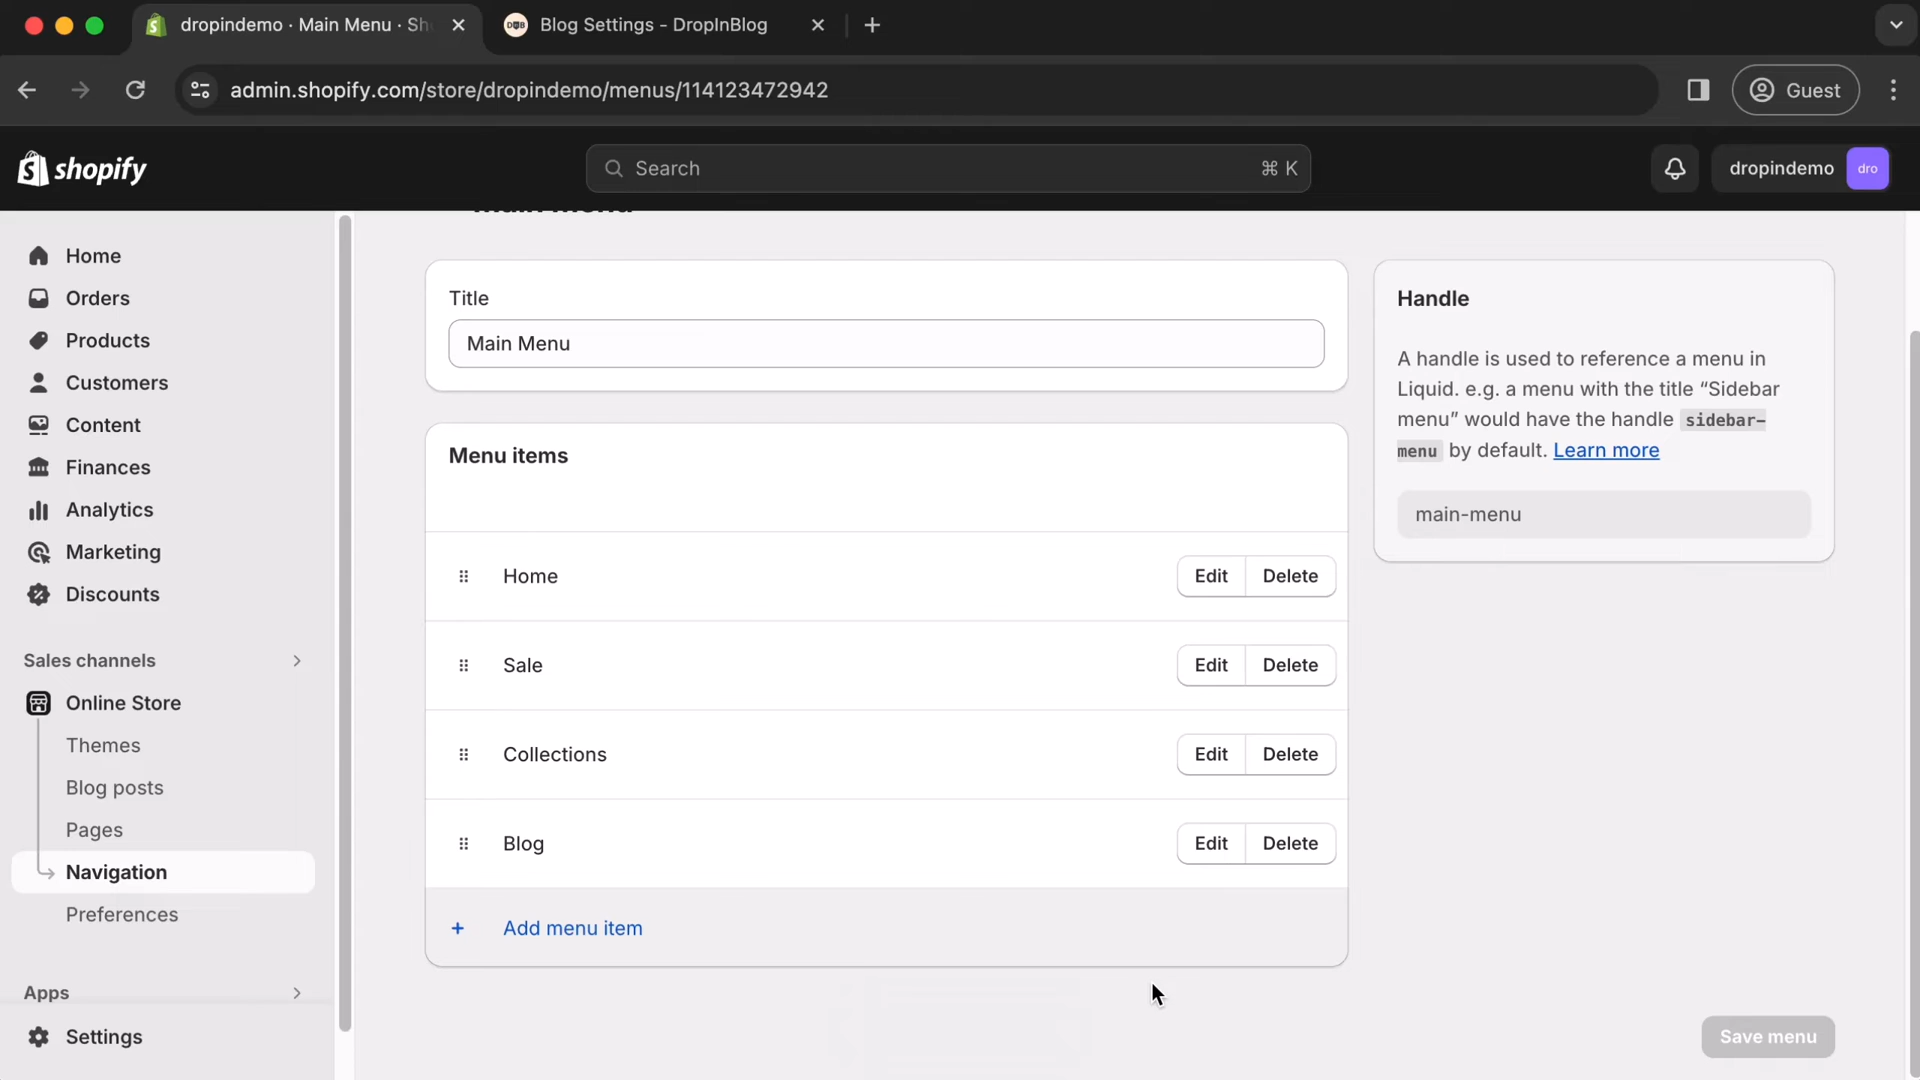 dropindemo · Main Menu · Sh
Blog Settings - DropInBlog
admin.shopify.com/store/dropindemo/menus/114123472942
Guest
shopify
Search
⌘ K
dropindemo
dro
Main menu
Home
Orders
Products
Customers
Content
Finances
Analytics
Marketing
Discounts
Sales channels
Online Store
Themes
Blog posts
Pages
Navigation
Preferences
Apps
Settings
Title
Main Menu
Menu items
Home
Edit
Delete
Sale
Edit
Delete
Collections
Edit
Delete
Blog
Edit
Delete
+ Add menu item
Handle
A handle is used to reference a menu in
Liquid. e.g. a menu with the title “Sidebar
menu” would have the handle sidebar-
menu by default. Learn more
main-menu
Save menu